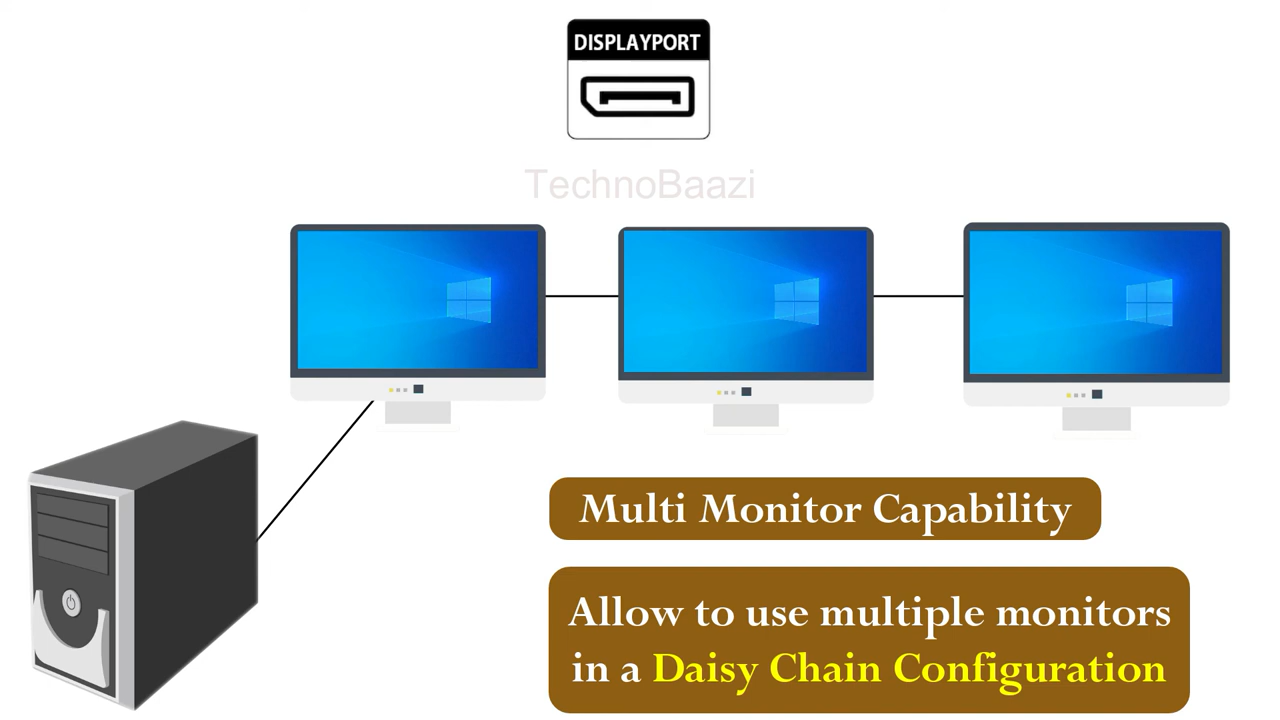 DISPLAYPORT
TechnoBaazi
Multi Monitor Capability
Allow to use multiple monitors
in a Daisy Chain Configuration